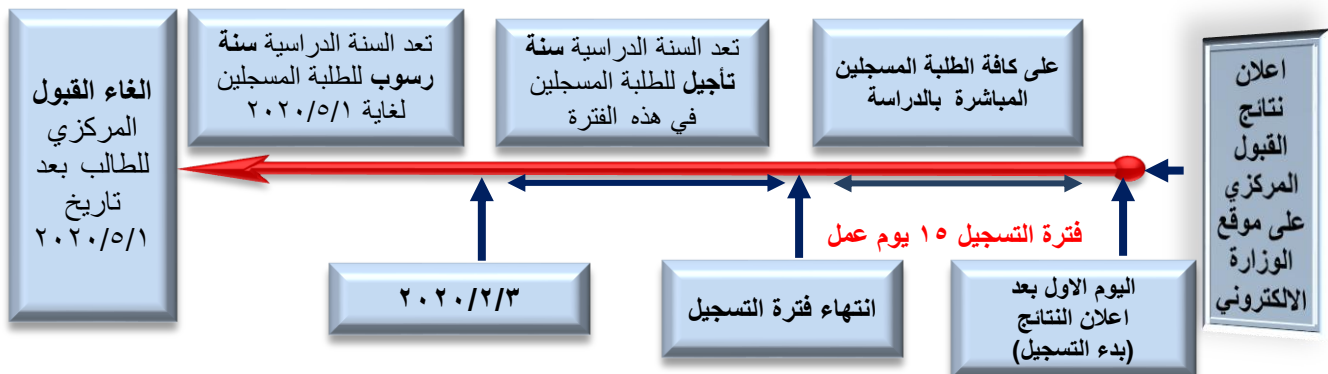 اعلان
نتائج
القبول
المركزي
على موقع
الوزارة
الالكتروني
على كافة الطلبة المسجلين
المباشرة بالدراسة
تعد السنة الدراسية سنة
تأجيل للطلبة المسجلين
في هذه الفترة
تعد السنة الدراسية سنة
رسوب للطلبة المسجلين
لغاية ٢٠٢٠/٥/١
الغاء القبول
المركزي
للطالب بعد
تاريخ
٢٠٢٠/٥/١
فترة التسجيل ١٥ يوم عمل
اليوم الاول بعد
اعلان النتائج
(بدء التسجيل)
انتهاء فترة التسجيل
٢٠٢٠/٢/٣